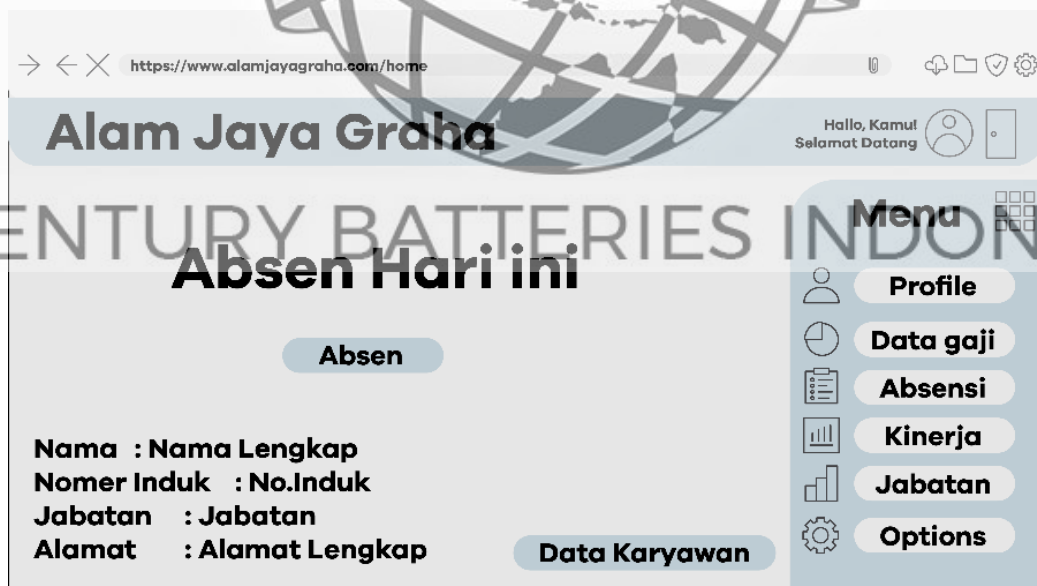 https://www.alamjayagraha.com/home
Alam Jaya Graha
Hallo, Kamu!
Selamat Datang
ENTURY BATTERIES INDON
Menu
Absen Hari ini
Absen
Nama : Nama Lengkap
Nomer Induk : No.Induk
Jabatan : Jabatan
Alamat : Alamat Lengkap
Data Karyawan
Profile
Data gaji
Absensi
Kinerja
Jabatan
Options